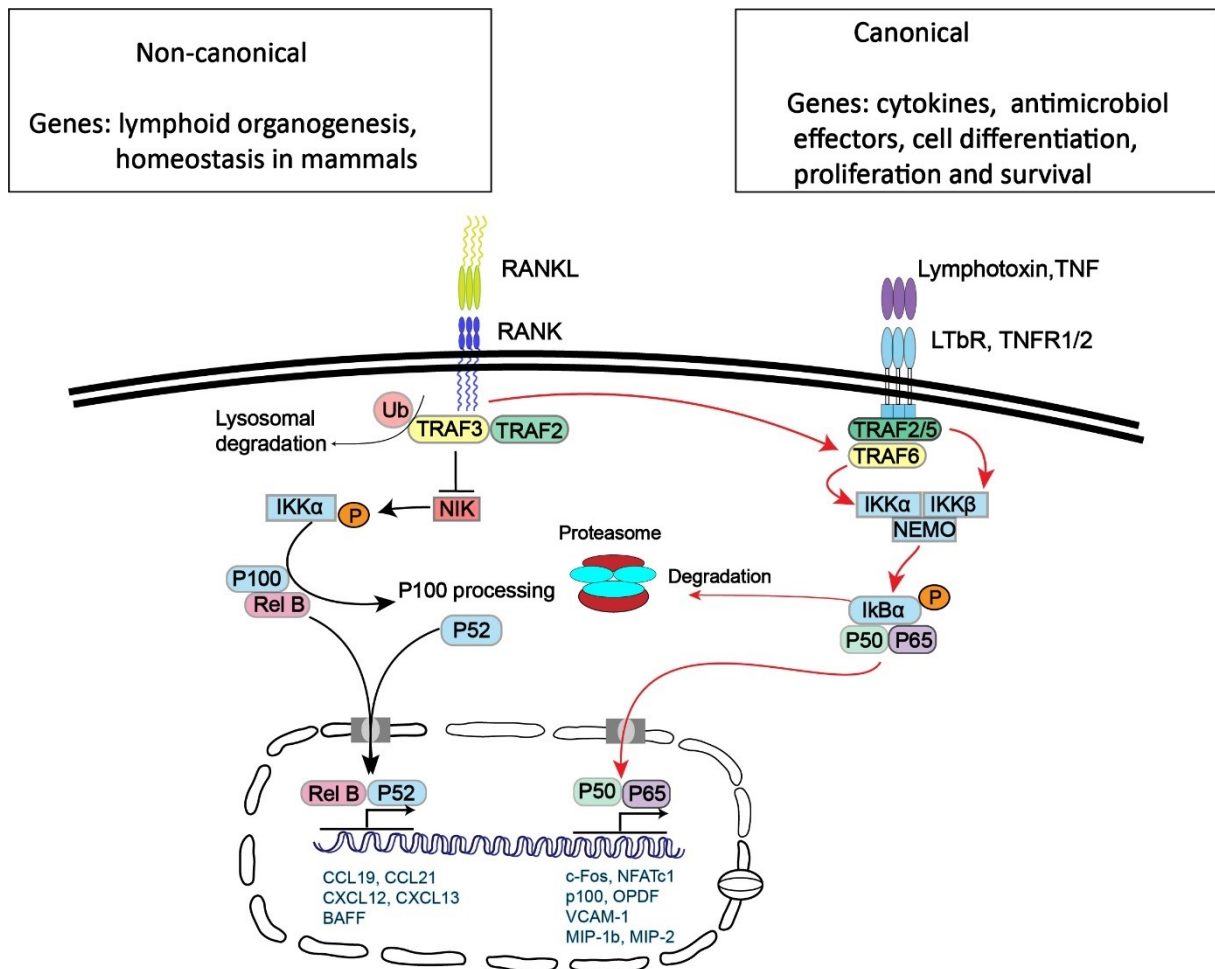 Non-canonical
Genes: lymphoid organogenesis,
homeostasis in mammals
Canonical
Genes: cytokines, antimicrobiol
effectors, cell differentiation,
proliferation and survival
RANKL
RANK
Lymphotoxin,TNF
LTbR, TNFR1/2
Ub
Lysosomal
degradation
TRAF3
TRAF2
TRAF2/5
TRAF6
IKKα
P
NIK
IKKα
IKKβ
NEMO
Proteasome
P100
Rel B
P100 processing
Degradation
P52
IkBα
P
P50
P65
Rel B
P52
P50
P65
CCL19, CCL21
CXCL12, CXCL13
BAFF
c-Fos, NFATc1
p100, OPDF
VCAM-1
MIP-1b, MIP-2